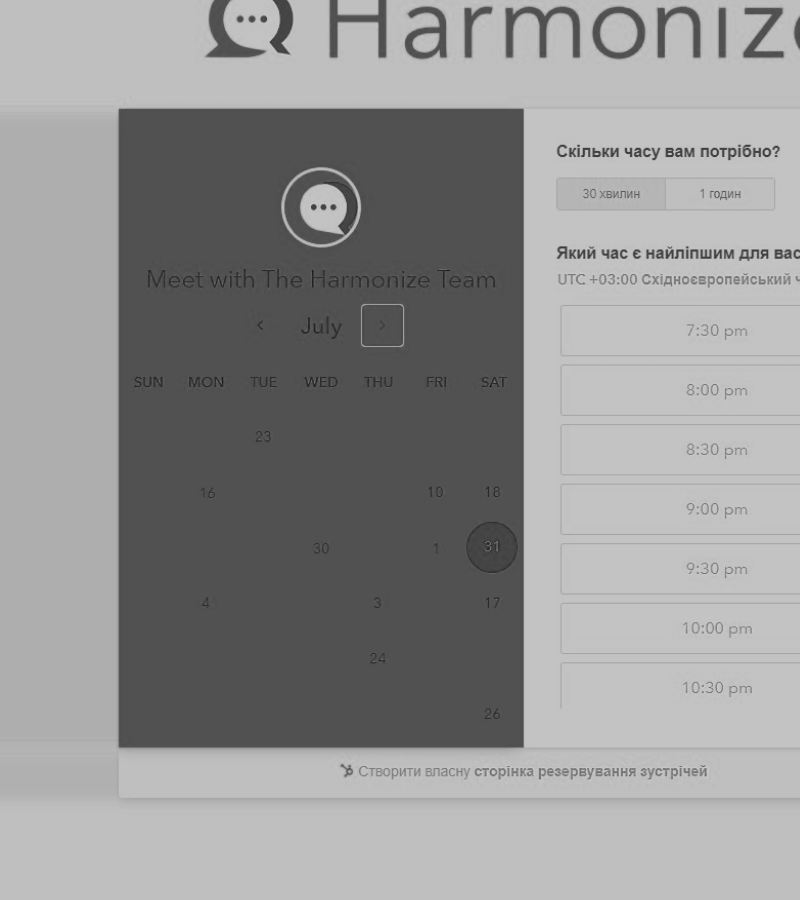 Harmonize
Meet with The Harmonize Team
July
SUN MON TUE WED THU FRI SAT
23
16 10 18
30 1 31
4 3 17
24
26
Скільки часу вам потрібно?
30 хвилин 1 годин
Який час є найліпшим для вас
UTC +03:00 Східноєвропейський ч
7:30 pm
8:00 pm
8:30 pm
9:00 pm
9:30 pm
10:00 pm
10:30 pm
Створити власну сторінка резервування зустрічей